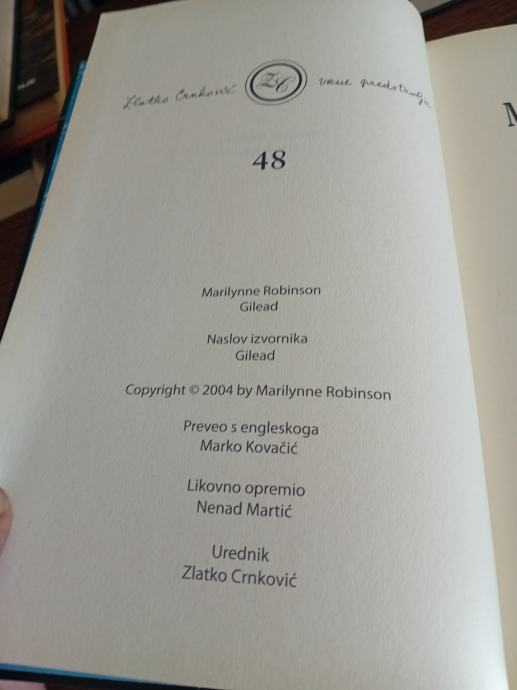 Zlatko Crnković ZC vam predstavlja
48
Marilynne Robinson
Gilead
Naslov izvornika
Gilead
Copyright © 2004 by Marilynne Robinson
Preveo s engleskoga
Marko Kovačić
Likovno opremio
Nenad Martić
Urednik
Zlatko Crnković
M